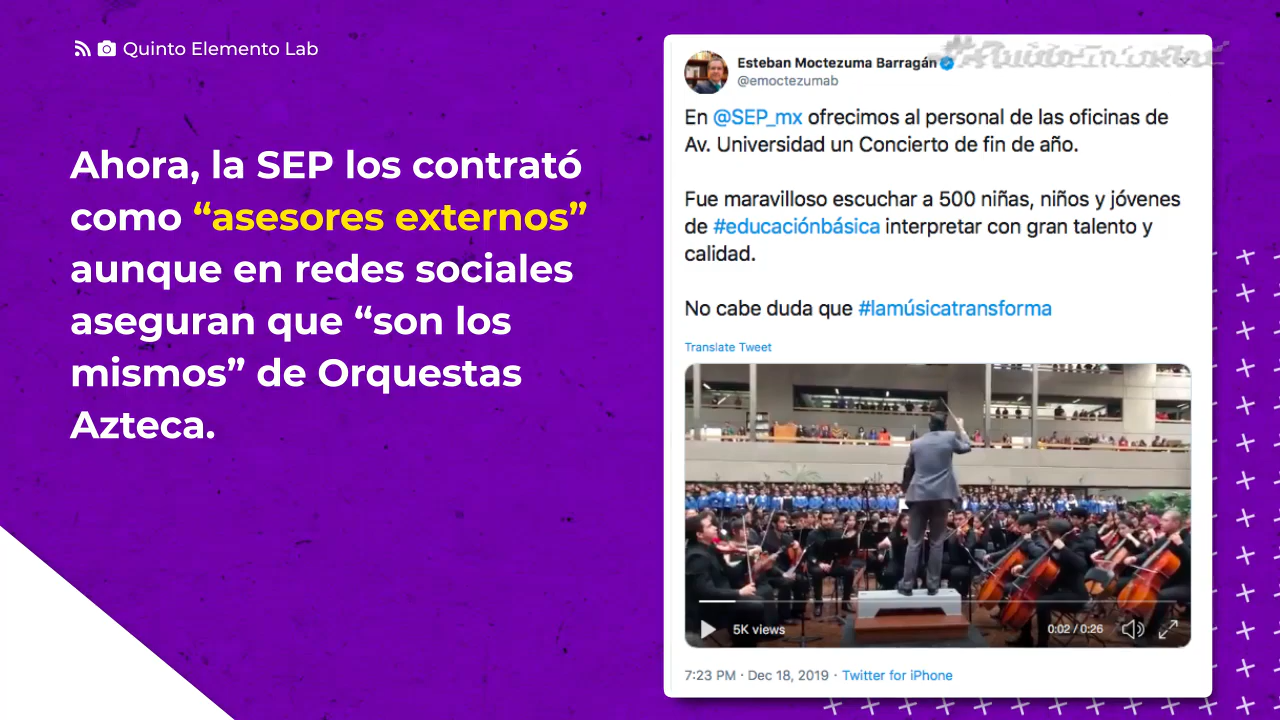 Quinto Elemento Lab
Ahora, la SEP los contrató
como “asesores externos”
aunque en redes sociales
aseguran que “son los
mismos” de Orquestas
Azteca.
Esteban Moctezuma Barragán
@emoctezumab
En @SEP_mx ofrecimos al personal de las oficinas de
Av. Universidad un Concierto de fin de año.
Fue maravilloso escuchar a 500 niñas, niños y jóvenes
de #educaciónbásica interpretar con gran talento y
calidad.
No cabe duda que #lamúsicatransforma
Translate Tweet
5K views
0:02 / 0:26
7:23 PM · Dec 18, 2019 · Twitter for iPhone